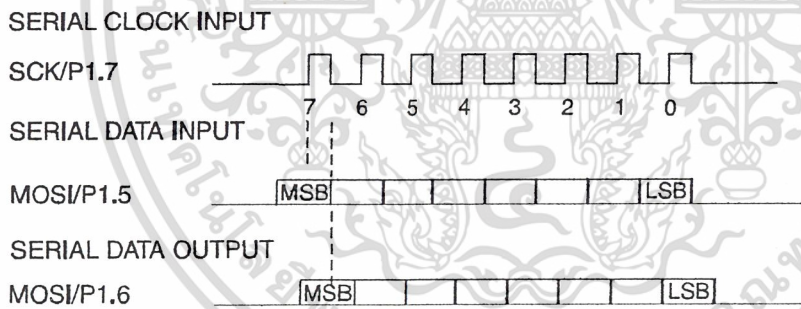 SERIAL CLOCK INPUT
SCK/P1.7
7 6 5 4 3 2 1 0
SERIAL DATA INPUT
MOSI/P1.5 MSB LSB
SERIAL DATA OUTPUT
MOSI/P1.6 MSB LSB